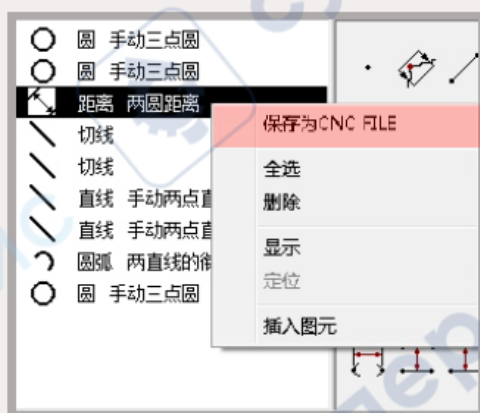 圆 手动三点圆
圆 手动三点圆
距离 两圆距离
切线
切线
直线 手动两点直
直线 手动两点直
圆弧 两直线的
圆 手动三点圆
保存为CNC FILE
全选
删除
显示
定位
插入图元